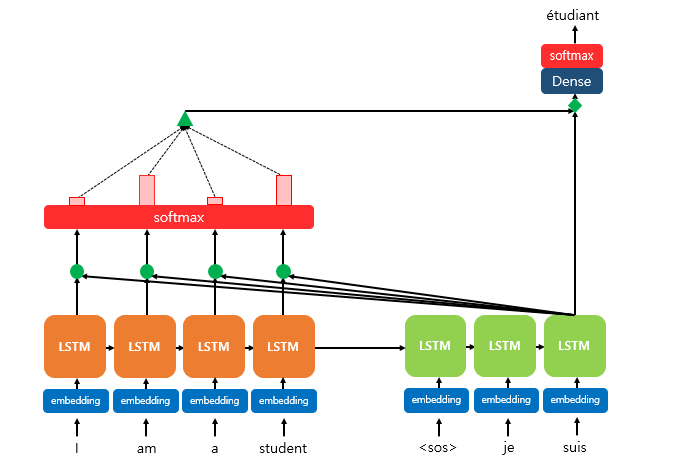 étudiant
softmax
Dense
softmax
LSTM LSTM LSTM LSTM LSTM LSTM LSTM
embedding embedding embedding embedding embedding embedding embedding
I am a student <sos> je suis